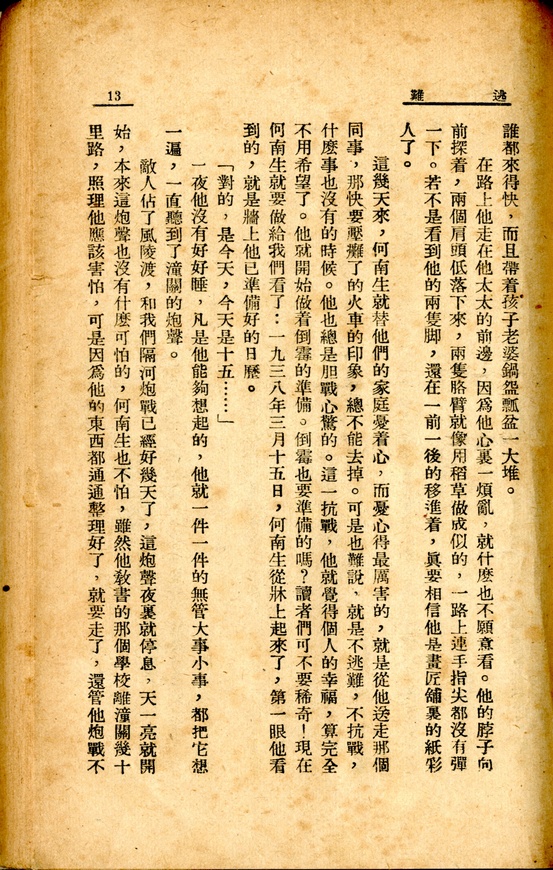 逃難
13
誰都來得快，而且帶着孩子老婆鍋盌瓢盆一大堆。
在路上他走在他太太的前邊，因爲他心裏一煩亂，就什麽也不願意看。他的脖子向
前探着，兩個肩頭低落下來，兩隻胳臂就像用稻草做成似的，一路上連手指尖都沒有彈
一下。若不是看到他的兩隻脚，還在一前一後的移進着，眞要相信他是畫匠舖裏的紙彩
人了。
這幾天來，何南生就替他們的家庭憂着心，而憂心得最厲害的，就是從他送走那個
同事，那快要壓癱了的火車的印象，總不能去掉。可是也難說，就是不逃難，不抗戰，
什麽事也沒有的時候。他也總是胆戰心驚的。這一抗戰，他就覺得個人的幸福，算完全
不用希望了。他就開始做着倒霉的準備。倒霉也要準備的嗎？讀者們可不要稀奇！現在
何南生就要做給我們看了：一九三八年三月十五日，何南生從牀上起來了，第一眼他看
到的，就是牆上他已準備好的日曆。
「對的，是今天，今天是十五……」
一夜他沒有好好睡，凡是他能夠想起的，他就一件一件的無管大事小事，都把它想
一遍，一直聽到了潼關的炮聲。
敵人佔了風陵渡，和我們隔河炮戰已經好幾天了，這炮聲夜裏就停息，天一亮就開
始，本來這炮聲也沒有什麽可怕的，何南生也不怕，雖然他敎書的那個學校離潼關幾十
里路，照理他應該害怕，可是因爲他的東西都通通整理好了，就要走了，還管他炮戰不